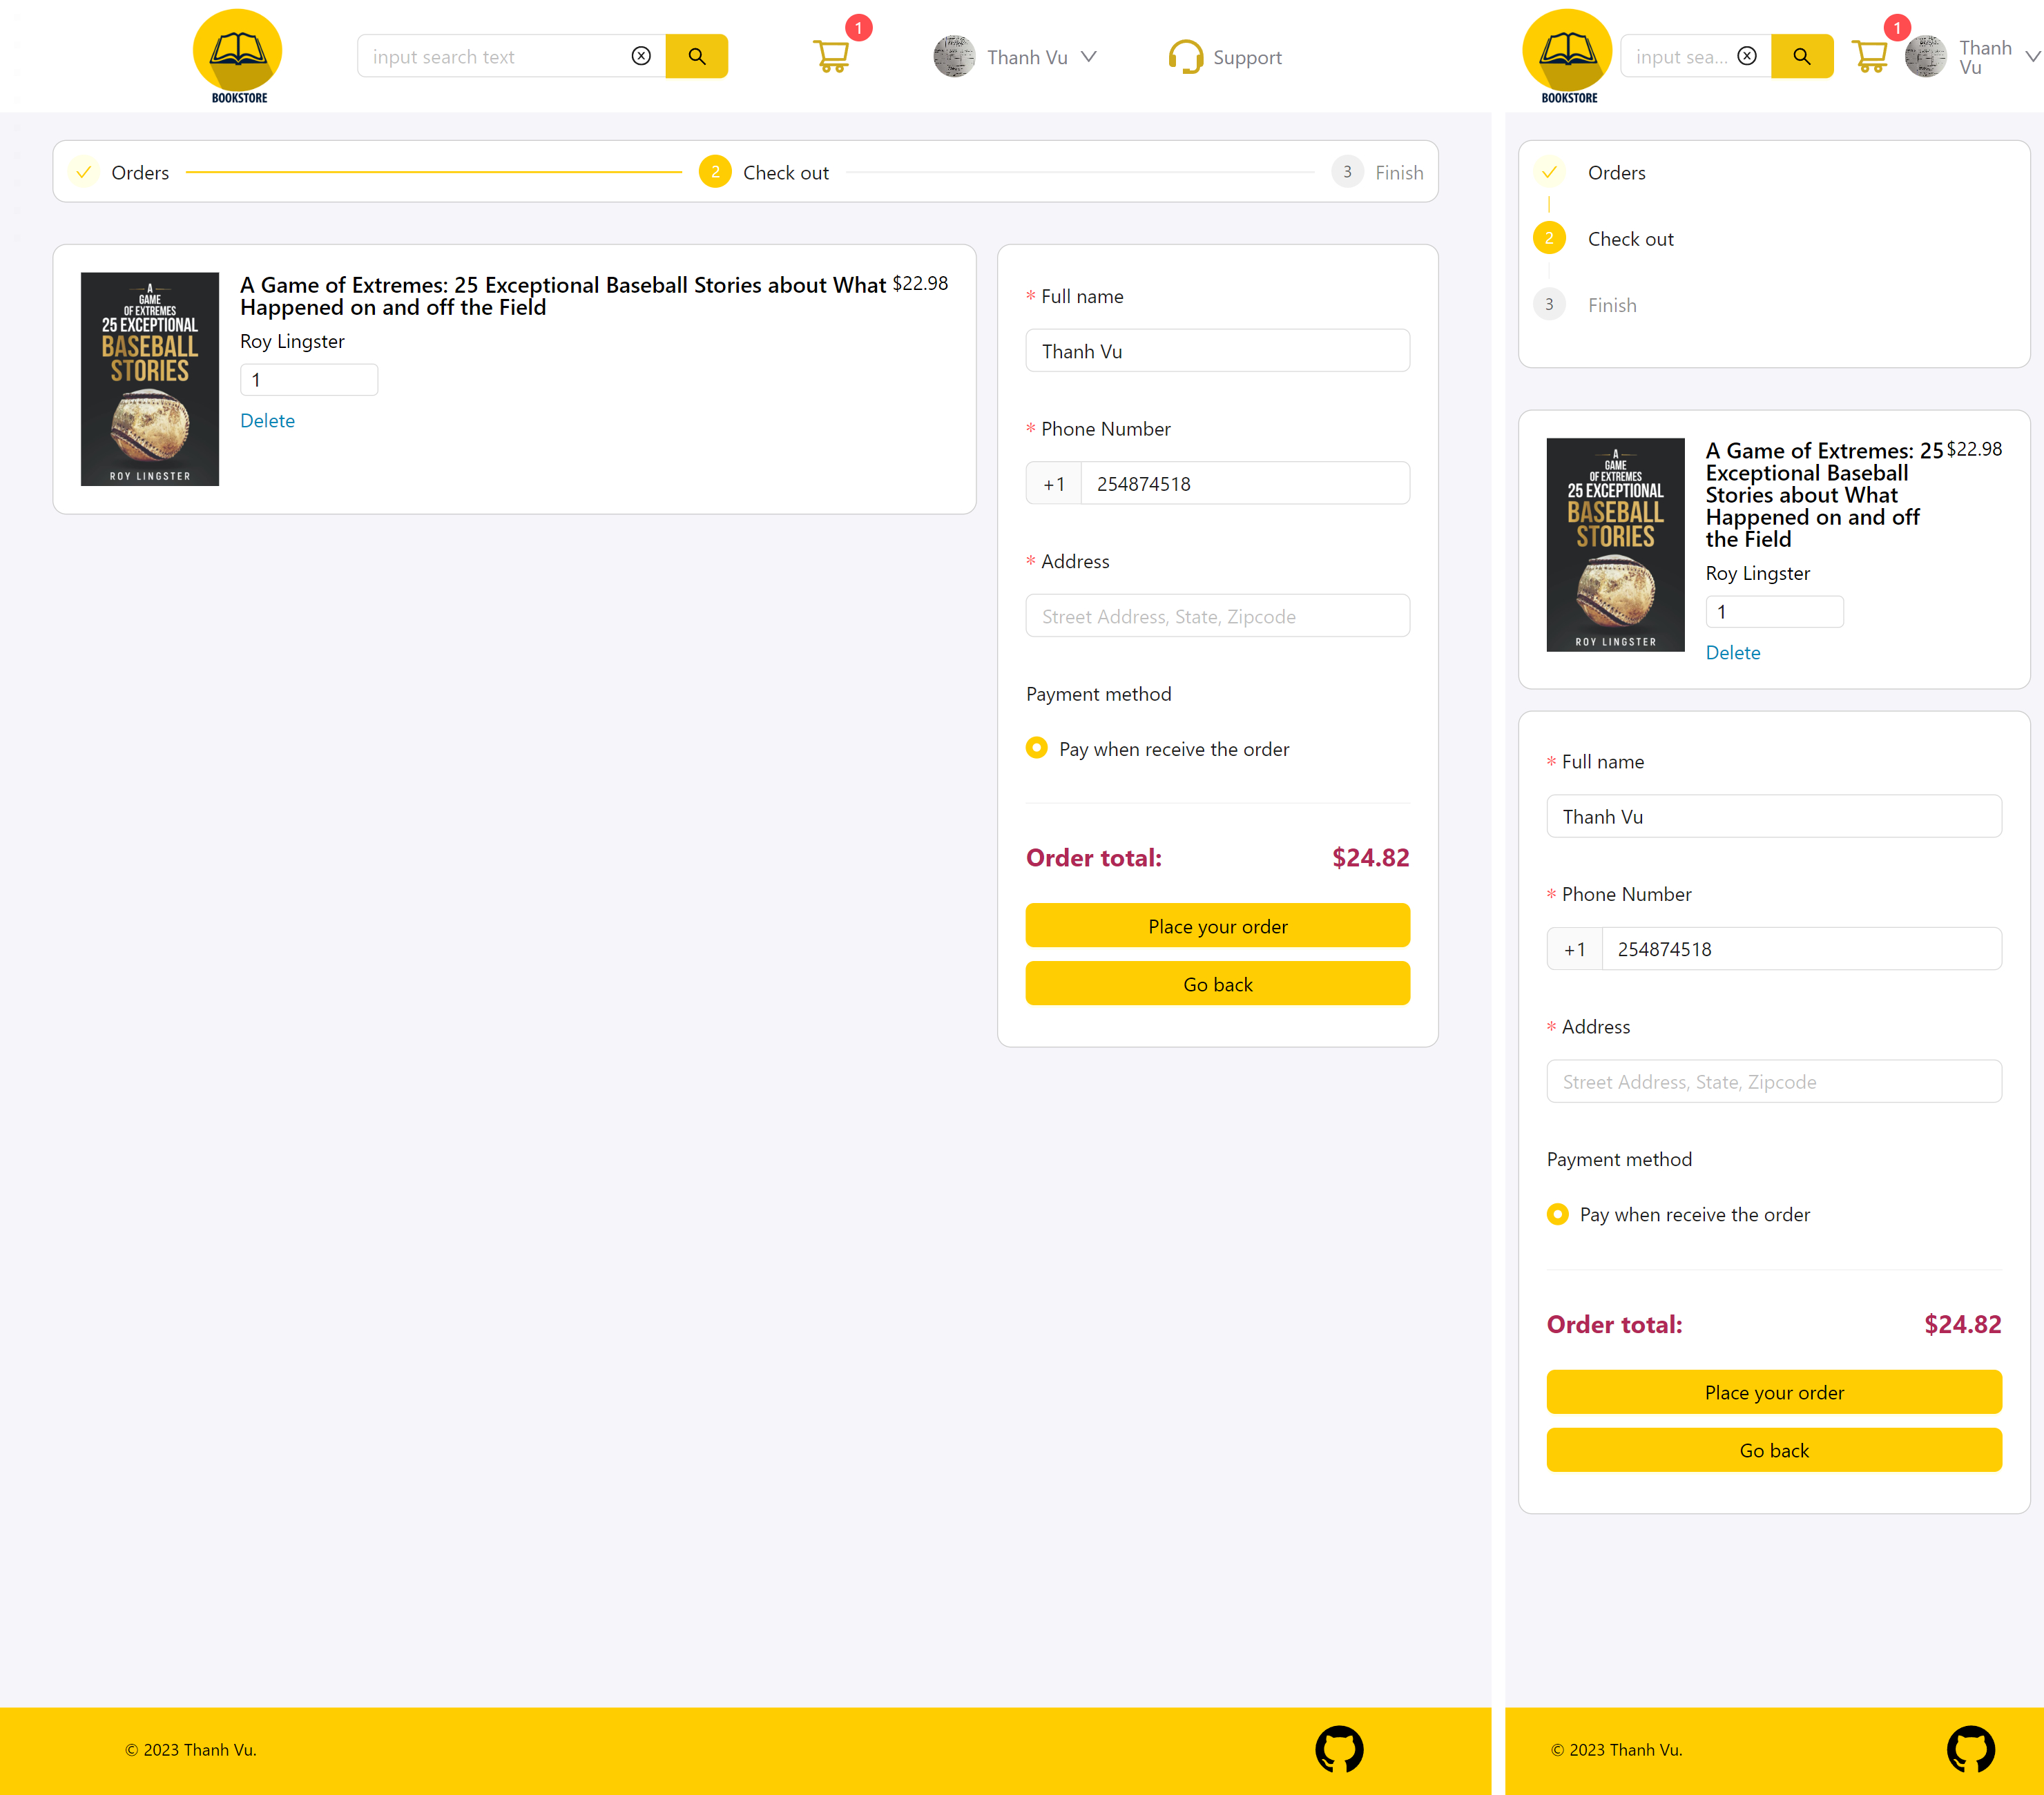 BOOKSTORE
input search text
1
Thanh Vu
Support
Orders
2 Check out
3 Finish
A
GAME
OF EXTREMES
25 EXCEPTIONAL
BASEBALL
STORIES
ROY LINGSTER
A Game of Extremes: 25 Exceptional Baseball Stories about What $22.98
Happened on and off the Field
Roy Lingster
1
Delete
* Full name
Thanh Vu
* Phone Number
+1 254874518
* Address
Street Address, State, Zipcode
Payment method
Pay when receive the order
Order total: $24.82
Place your order
Go back
© 2023 Thanh Vu.
BOOKSTORE
input sea...
1
Thanh
Vu
Orders
2 Check out
3 Finish
A
GAME
OF EXTREMES
25 EXCEPTIONAL
BASEBALL
STORIES
ROY LINGSTER
A Game of Extremes: 25 $22.98
Exceptional Baseball
Stories about What
Happened on and off
the Field
Roy Lingster
1
Delete
* Full name
Thanh Vu
* Phone Number
+1 254874518
* Address
Street Address, State, Zipcode
Payment method
Pay when receive the order
Order total: $24.82
Place your order
Go back
© 2023 Thanh Vu.